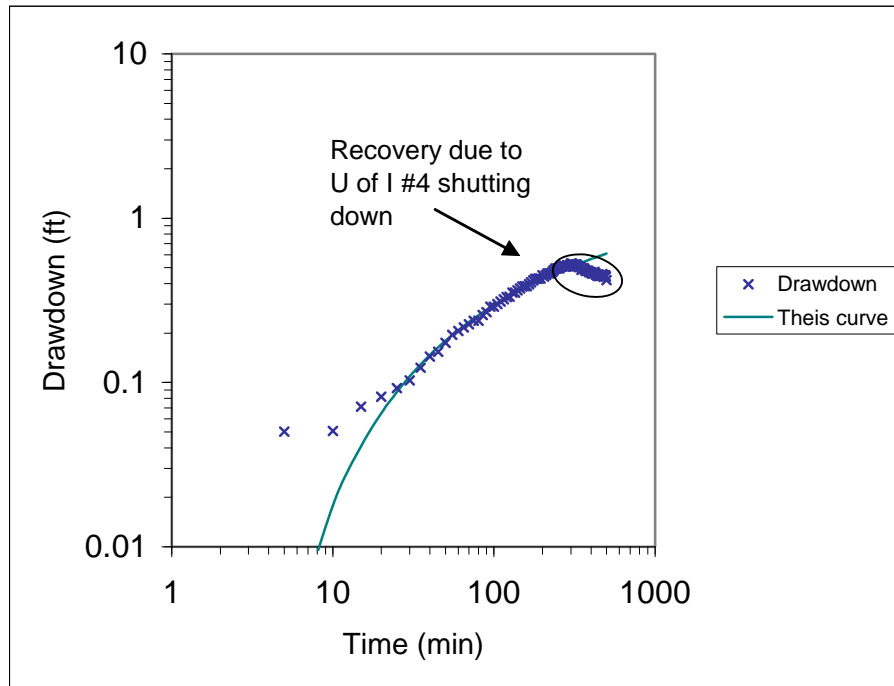 10
1
0.1
0.01
Drawdown (ft)
Recovery due to
U of I #4 shutting
down
1
10
100
1000
Time (min)
Drawdown
Theis curve